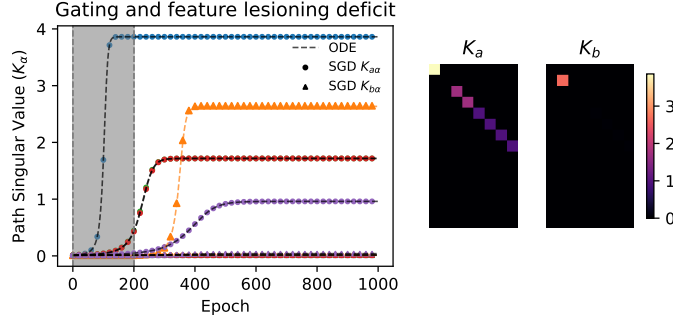 Gating and feature lesioning deficit
Path Singular Value (Kα)
4
3
2
1
0
ODE
SGD Kaα
SGD Kbα
0 200 400 600 800 1000
Epoch
Ka
Kb
3
2
1
0